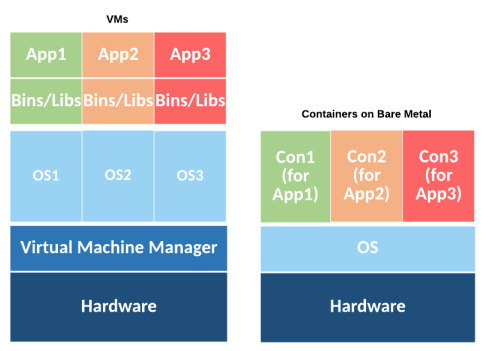 VMs
App1 App2 App3
Bins/Libs Bins/Libs Bins/Libs
OS1 OS2 OS3
Virtual Machine Manager
Hardware
Containers on Bare Metal
Con1 (for App1)
Con2 (for App2)
Con3 (for App3)
OS
Hardware